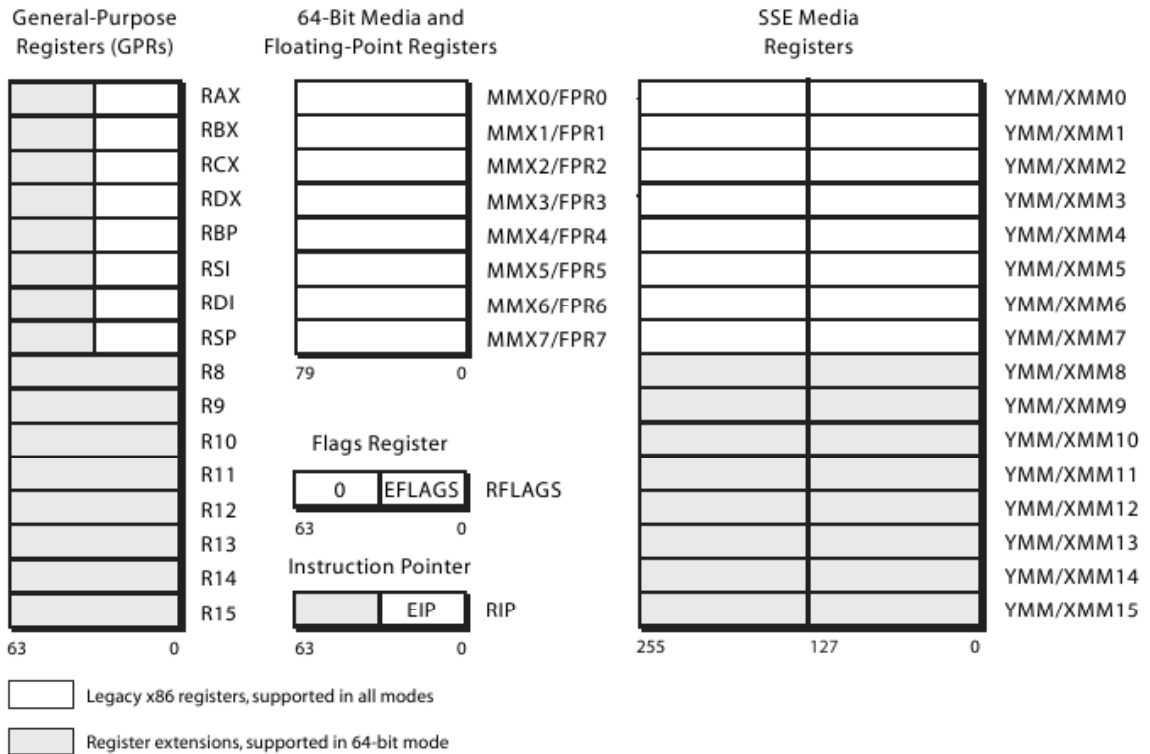 General-Purpose
Registers (GPRs)
RAX
RBX
RCX
RDX
RBP
RSI
RDI
RSP
R8
R9
R10
R11
R12
R13
R14
R15
63 0
64-Bit Media and
Floating-Point Registers
MMX0/FPR0
MMX1/FPR1
MMX2/FPR2
MMX3/FPR3
MMX4/FPR4
MMX5/FPR5
MMX6/FPR6
MMX7/FPR7
79 0
Flags Register
0 EFLAGS RFLAGS
63 0
Instruction Pointer
EIP RIP
63 0
SSE Media
Registers
YMM/XMM0
YMM/XMM1
YMM/XMM2
YMM/XMM3
YMM/XMM4
YMM/XMM5
YMM/XMM6
YMM/XMM7
YMM/XMM8
YMM/XMM9
YMM/XMM10
YMM/XMM11
YMM/XMM12
YMM/XMM13
YMM/XMM14
YMM/XMM15
255 127 0
Legacy x86 registers, supported in all modes
Register extensions, supported in 64-bit mode